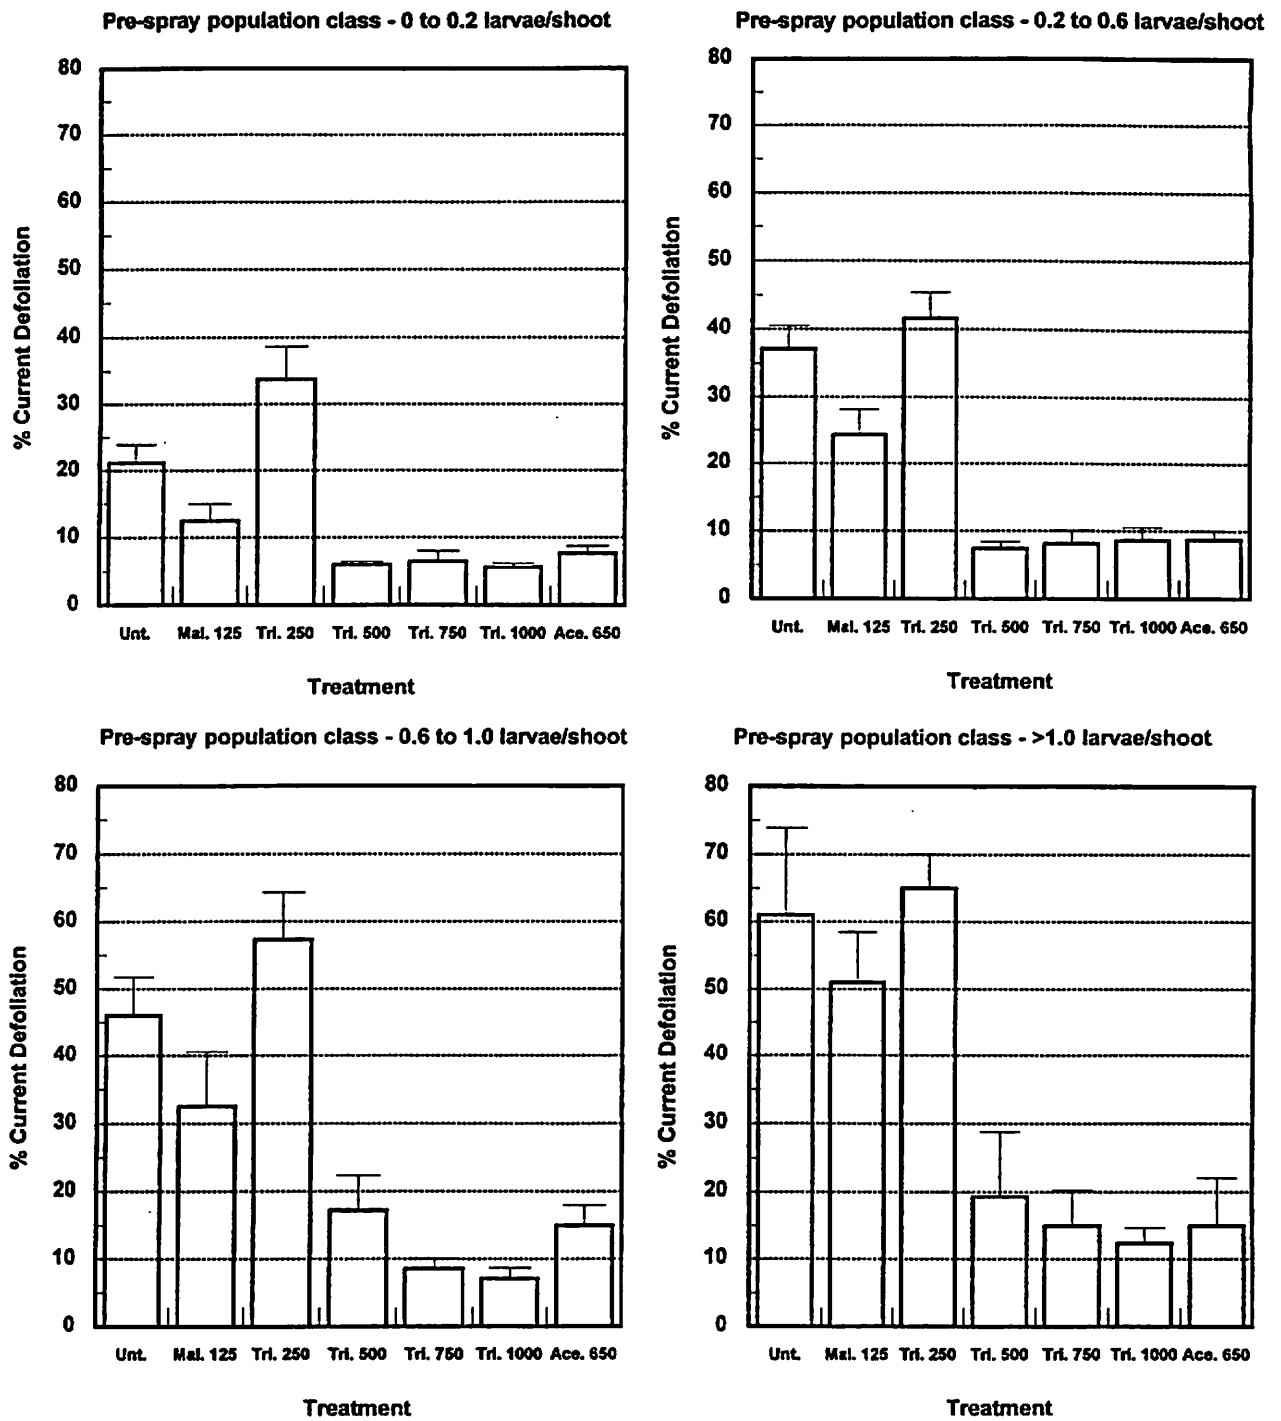 Pre-spray population class - 0 to 0.2 larvae/shoot
80
70
60
50
40
30
20
10
0
% Current Defoliation
Unt. Mal. 125 Tri. 250 Tri. 500 Tri. 750 Tri. 1000 Ace. 650
Treatment
Pre-spray population class - 0.2 to 0.6 larvae/shoot
80
70
60
50
40
30
20
10
0
% Current Defoliation
Unt. Mal. 125 Tri. 250 Tri. 500 Tri. 750 Tri. 1000 Ace. 650
Treatment
Pre-spray population class - 0.6 to 1.0 larvae/shoot
80
70
60
50
40
30
20
10
0
% Current Defoliation
Unt. Mal. 125 Tri. 250 Tri. 500 Tri. 750 Tri. 1000 Ace. 650
Treatment
Pre-spray population class - >1.0 larvae/shoot
80
70
60
50
40
30
20
10
0
% Current Defoliation
Unt. Mal. 125 Tri. 250 Tri. 500 Tri. 750 Tri. 1000 Ace. 650
Treatment